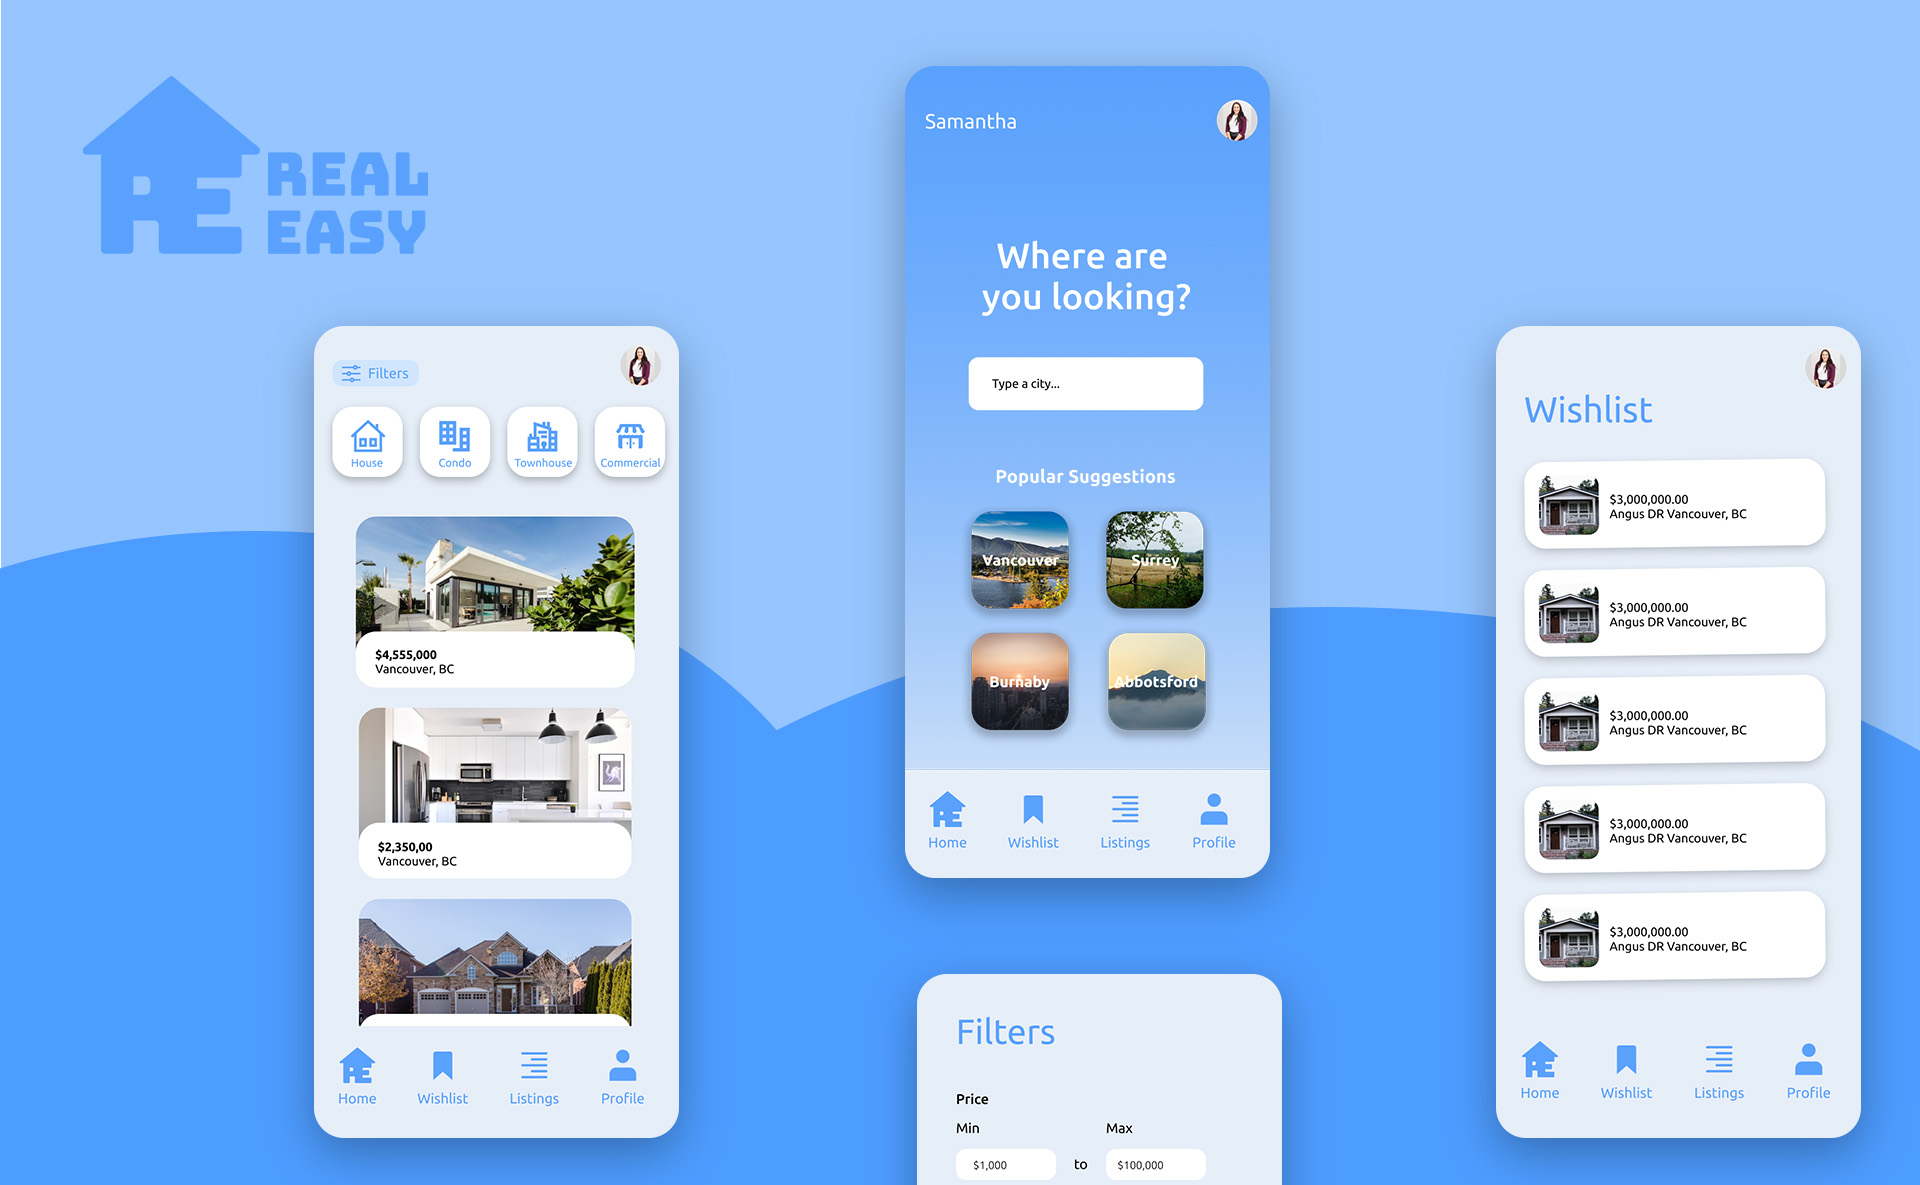 REAL
EASY
Filters
House
Condo
Townhouse
Commercial
$4,555,000
Vancouver, BC
$2,350,00
Vancouver, BC
Home
Wishlist
Listings
Profile
Samantha
Where are
you looking?
Type a city...
Popular Suggestions
Vancouver
Surrey
Burnaby
Abbotsford
Home
Wishlist
Listings
Profile
Filters
Price
Min
Max
$1,000
to
$100,000
Wishlist
$3,000,000.00
Angus DR Vancouver, BC
$3,000,000.00
Angus DR Vancouver, BC
$3,000,000.00
Angus DR Vancouver, BC
$3,000,000.00
Angus DR Vancouver, BC
$3,000,000.00
Angus DR Vancouver, BC
Home
Wishlist
Listings
Profile